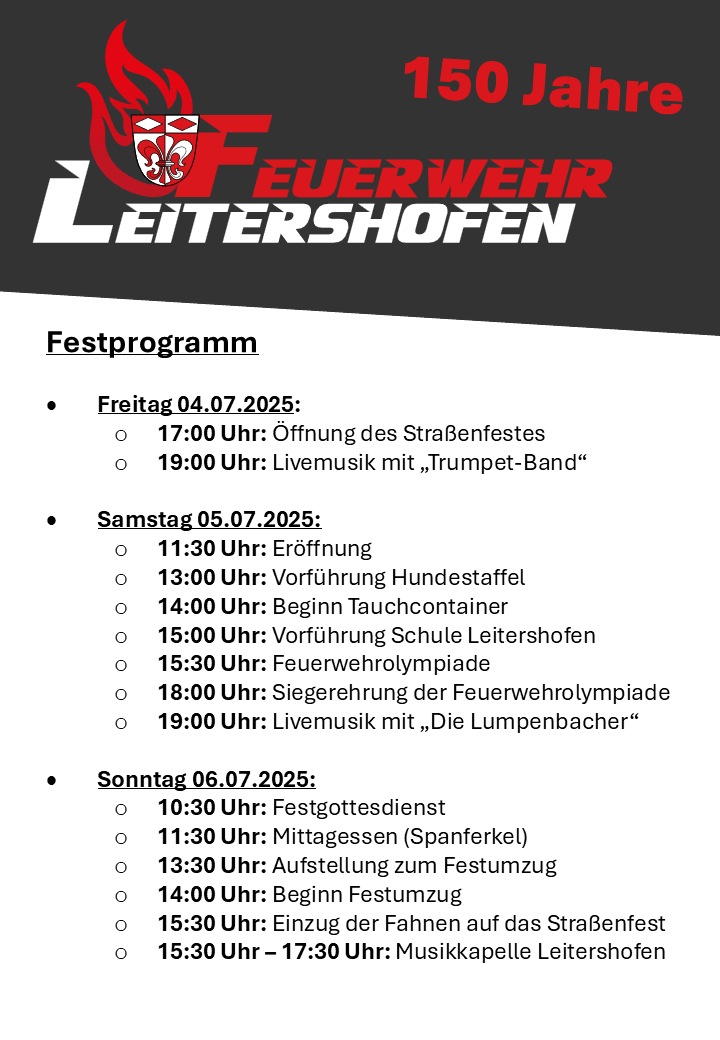 150 Jahre
FEUERWEHR
LEITERSHOFEN
Festprogramm
• Freitag 04.07.2025:
o 17:00 Uhr: Öffnung des Straßenfestes
o 19:00 Uhr: Livemusik mit „Trumpet-Band“
• Samstag 05.07.2025:
o 11:30 Uhr: Eröffnung
o 13:00 Uhr: Vorführung Hundestaffel
o 14:00 Uhr: Beginn Tauchcontainer
o 15:00 Uhr: Vorführung Schule Leitershofen
o 15:30 Uhr: Feuerwehrolympiade
o 18:00 Uhr: Siegerehrung der Feuerwehrolympiade
o 19:00 Uhr: Livemusik mit „Die Lumpenbacher“
• Sonntag 06.07.2025:
o 10:30 Uhr: Festgottesdienst
o 11:30 Uhr: Mittagessen (Spanferkel)
o 13:30 Uhr: Aufstellung zum Festumzug
o 14:00 Uhr: Beginn Festumzug
o 15:30 Uhr: Einzug der Fahnen auf das Straßenfest
o 15:30 Uhr – 17:30 Uhr: Musikkapelle Leitershofen